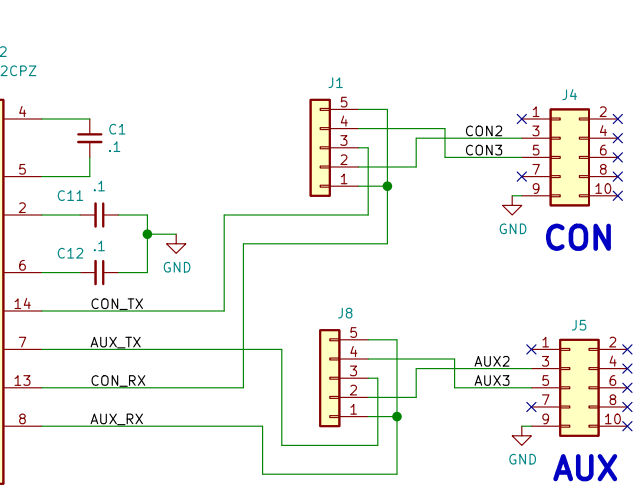 2
2CPZ
4
C1
.1
5
C11 .1
2
C12 .1
6
GND
14 CON_TX
7 AUX_TX
13 CON_RX
8 AUX_RX
J1
5
4
3
2
1
J4
1 2
CON2 3 4
CON3 5 6
7 8
9 10
GND
CON
J8
5
4
3
2
1
J5
1 2
AUX2 3 4
AUX3 5 6
7 8
9 10
GND
AUX